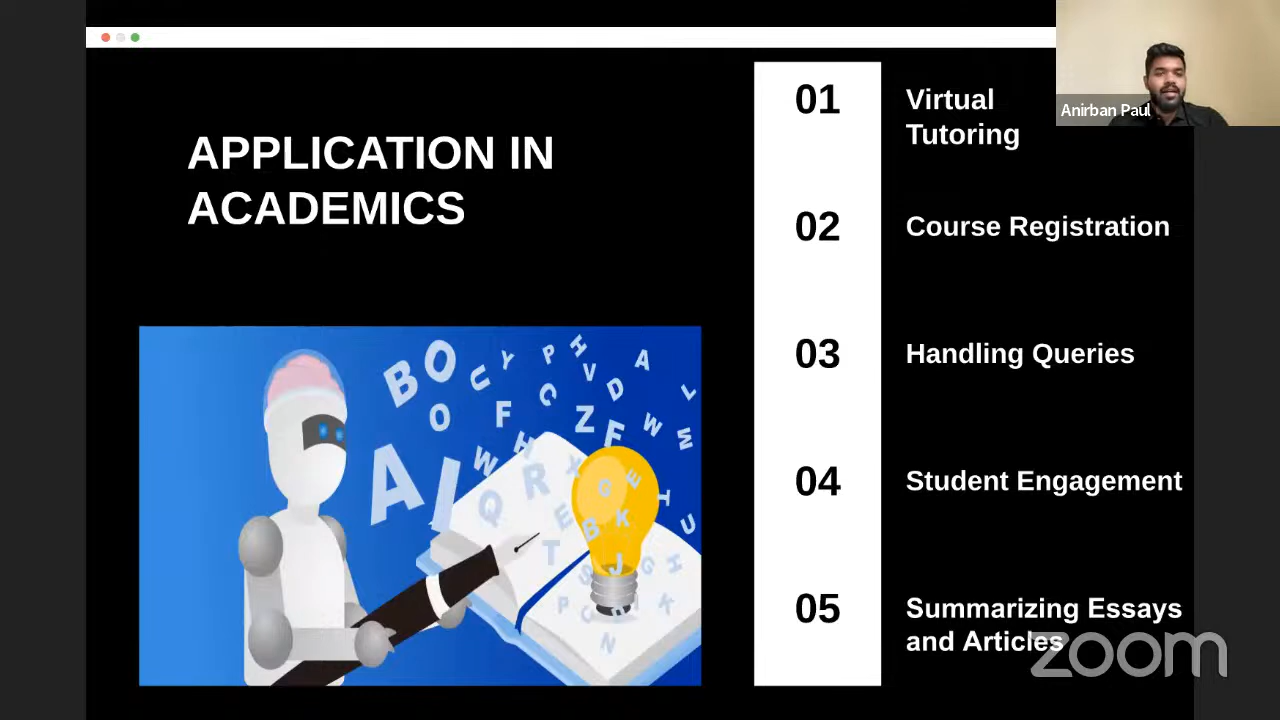 APPLICATION IN
ACADEMICS
01
Virtual
Tutoring
02
Course Registration
03
Handling Queries
04
Student Engagement
05
Summarizing Essays
and Articles
Anirban Paul
zoom
B O U Y P H V D A L
O F C Z F W M
A I W H X G E T
Q R E B K U
T S J G H
P C U K
N